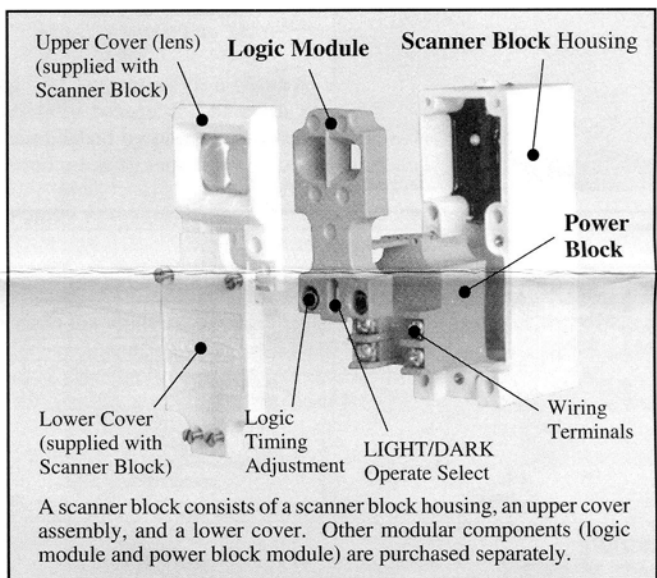 Upper Cover (lens)
(supplied with
Scanner Block)
Logic Module
Scanner Block Housing
Power
Block
Lower Cover
(supplied with
Scanner Block)
Logic
Timing
Adjustment
LIGHT/DARK
Operate Select
Wiring
Terminals
A scanner block consists of a scanner block housing, an upper cover
assembly, and a lower cover. Other modular components (logic
module and power block module) are purchased separately.